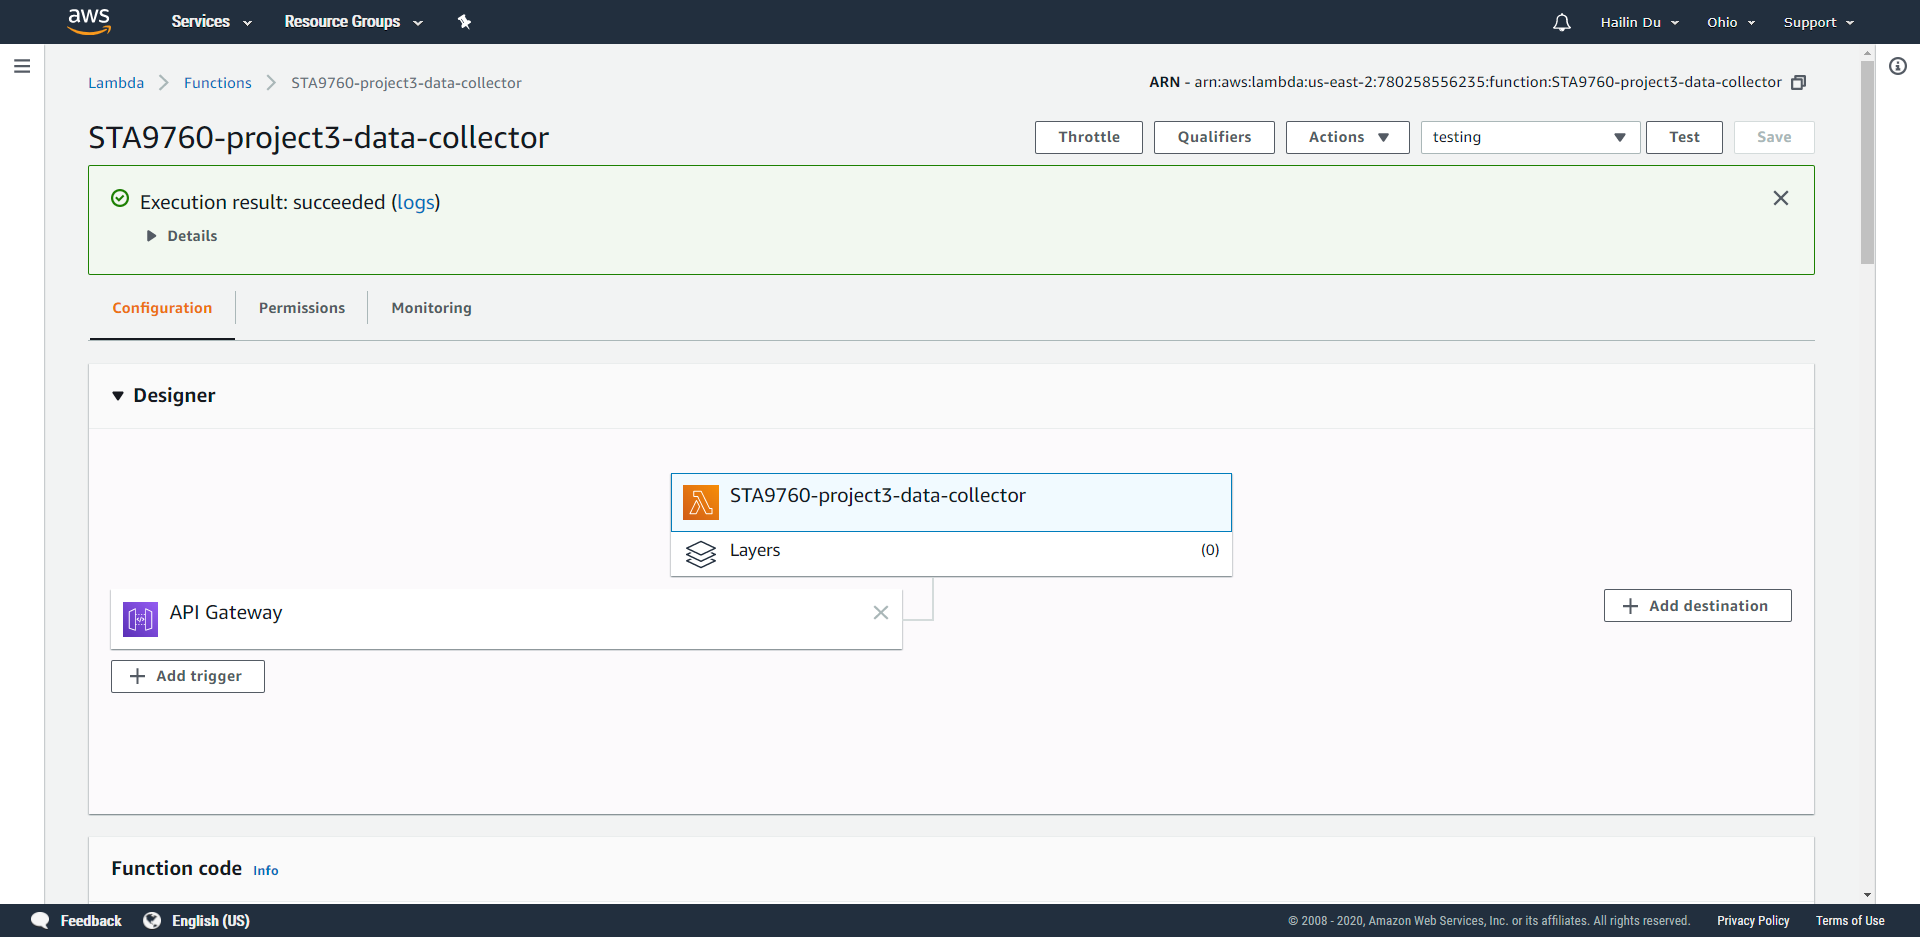 aws Services Resource Groups Hailin Du Ohio Support
Lambda Functions STA9760-project3-data-collector
ARN - arn:aws:lambda:us-east-2:780258556235:function:STA9760-project3-data-collector
STA9760-project3-data-collector
Throttle Qualifiers Actions testing Test Save
Execution result: succeeded (logs)
Details
Configuration Permissions Monitoring
Designer
STA9760-project3-data-collector
Layers (0)
API Gateway
Add destination
Add trigger
Function code Info
Feedback English (US) © 2008 - 2020, Amazon Web Services, Inc. or its affiliates. All rights reserved. Privacy Policy Terms of Use